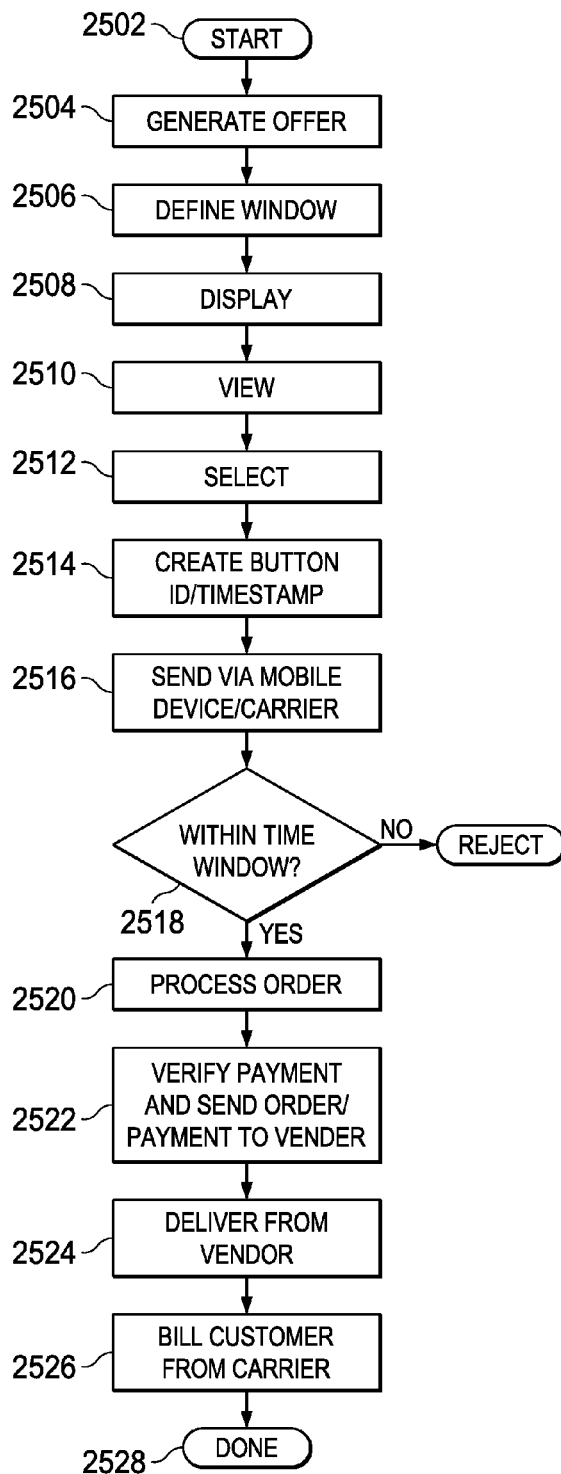 2502
START
2504
GENERATE OFFER
2506
DEFINE WINDOW
2508
DISPLAY
2510
VIEW
2512
SELECT
2514
CREATE BUTTON
ID/TIMESTAMP
2516
SEND VIA MOBILE
DEVICE/CARRIER
WITHIN TIME
WINDOW?
NO
REJECT
2518
YES
2520
PROCESS ORDER
2522
VERIFY PAYMENT
AND SEND ORDER/
PAYMENT TO VENDER
2524
DELIVER FROM
VENDOR
2526
BILL CUSTOMER
FROM CARRIER
2528
DONE